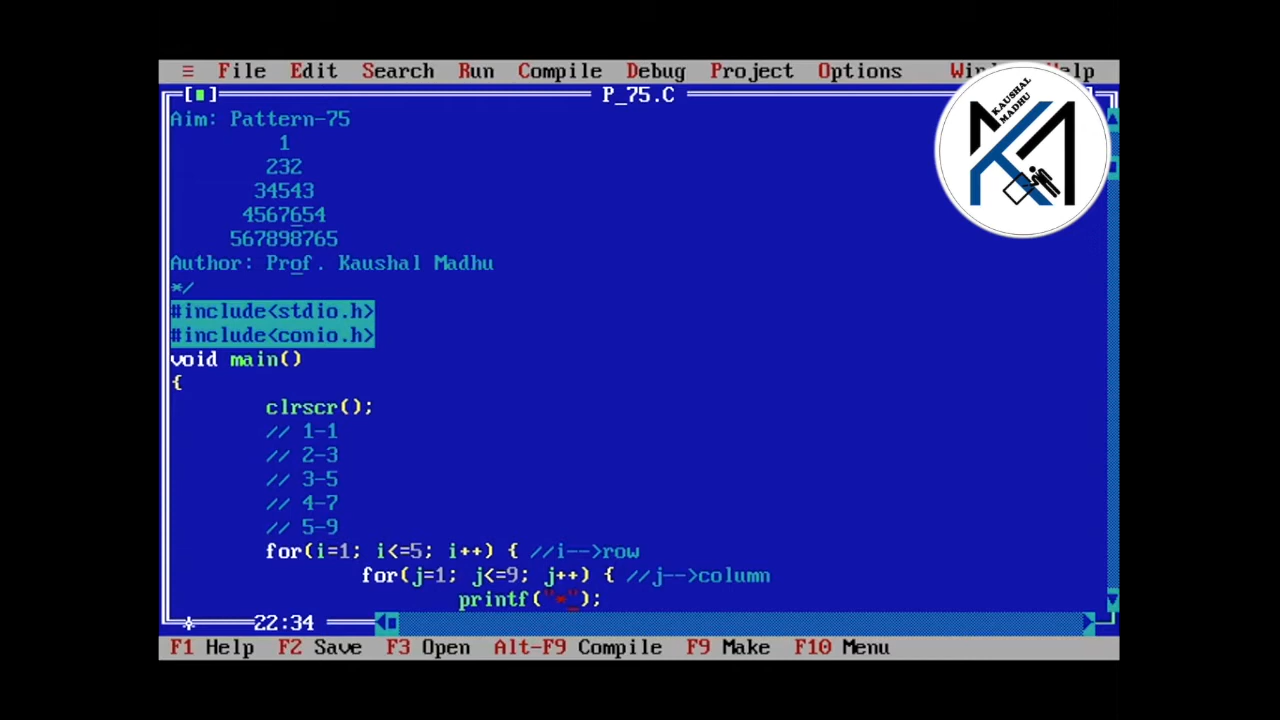 ≡ File Edit Search Run Compile Debug Project Options Win elp
KAUSHAL
MADHU
[■] P_75.C
Aim: Pattern-75
1
232
34543
4567654
567898765
Author: Prof. Kaushal Madhu
*/
#include<stdio.h>
#include<conio.h>
void main()
{
clrscr();
// 1-1
// 2-3
// 3-5
// 4-7
// 5-9
for(i=1; i<=5; i++) { //i-->row
for(j=1; j<=9; j++) { //j-->column
printf("*");
22:34
F1 Help F2 Save F3 Open Alt-F9 Compile F9 Make F10 Menu